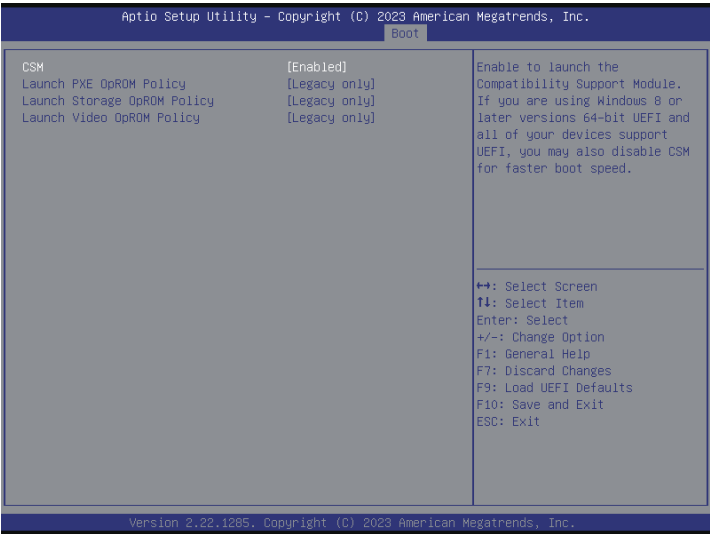 Aptio Setup Utility – Copyright (C) 2023 American Megatrends, Inc.
Boot
CSM [Enabled]
Launch PXE OpROM Policy [Legacy only]
Launch Storage OpROM Policy [Legacy only]
Launch Video OpROM Policy [Legacy only]
Enable to launch the
Compatibility Support Module.
If you are using Windows 8 or
later versions 64-bit UEFI and
all of your devices support
UEFI, you may also disable CSM
for faster boot speed.
↔: Select Screen
↑↓: Select Item
Enter: Select
+/-: Change Option
F1: General Help
F7: Discard Changes
F9: Load UEFI Defaults
F10: Save and Exit
ESC: Exit
Version 2.22.1285. Copyright (C) 2023 American Megatrends, Inc.